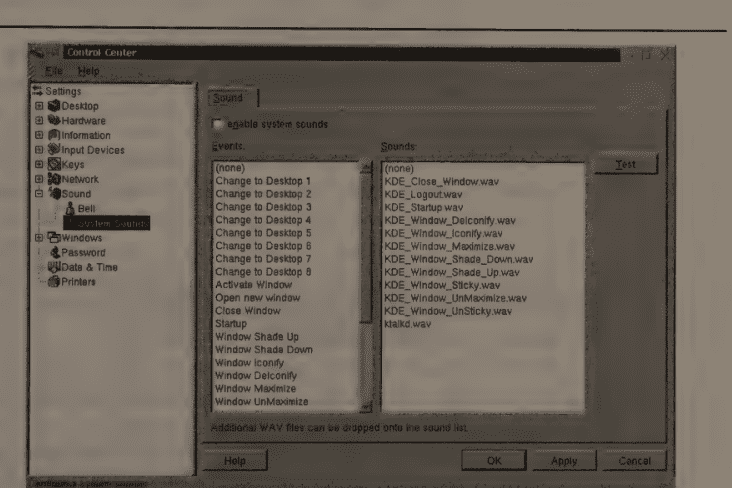 Control Center
File Help
Settings
Desktop
Hardware
Information
Input Devices
Keys
Network
Sound
Bell
System Sounds
Windows
Password
Date & Time
Printers
Sound
enable system sounds
Events:
(none)
Change to Desktop 1
Change to Desktop 2
Change to Desktop 3
Change to Desktop 4
Change to Desktop 5
Change to Desktop 6
Change to Desktop 7
Change to Desktop 8
Activate Window
Open new window
Close Window
Startup
Window Shade Up
Window Shade Down
Window Iconify
Window DeIconify
Window Maximize
Window UnMaximize
Sounds:
(none)
KDE_Close_Window.wav
KDE_Logout.wav
KDE_Startup.wav
KDE_Window_DeIconify.wav
KDE_Window_Iconify.wav
KDE_Window_Maximize.wav
KDE_Window_Shade_Down.wav
KDE_Window_Shade_Up.wav
KDE_Window_Sticky.wav
KDE_Window_UnMaximize.wav
KDE_Window_UnSticky.wav
ktalkd.wav
Test
Additional WAV files can be dropped onto the sound list.
Help
OK
Apply
Cancel